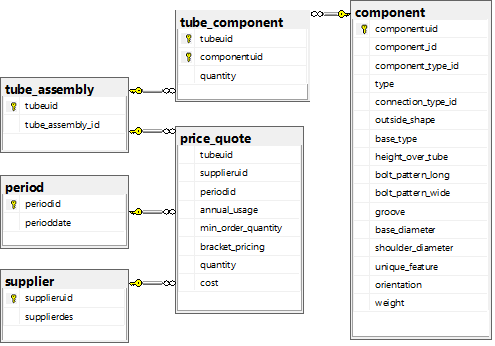 tube_component
tubeuid
componentuid
quantity
component
componentuid
component_id
component_type_id
type
connection_type_id
outside_shape
base_type
height_over_tube
bolt_pattern_long
bolt_pattern_wide
groove
base_diameter
shoulder_diameter
unique_feature
orientation
weight
tube_assembly
tubeuid
tube_assembly_id
price_quote
tubeuid
supplieruid
periodid
annual_usage
min_order_quantity
bracket_pricing
quantity
cost
period
periodid
perioddate
supplier
supplieruid
supplierdes